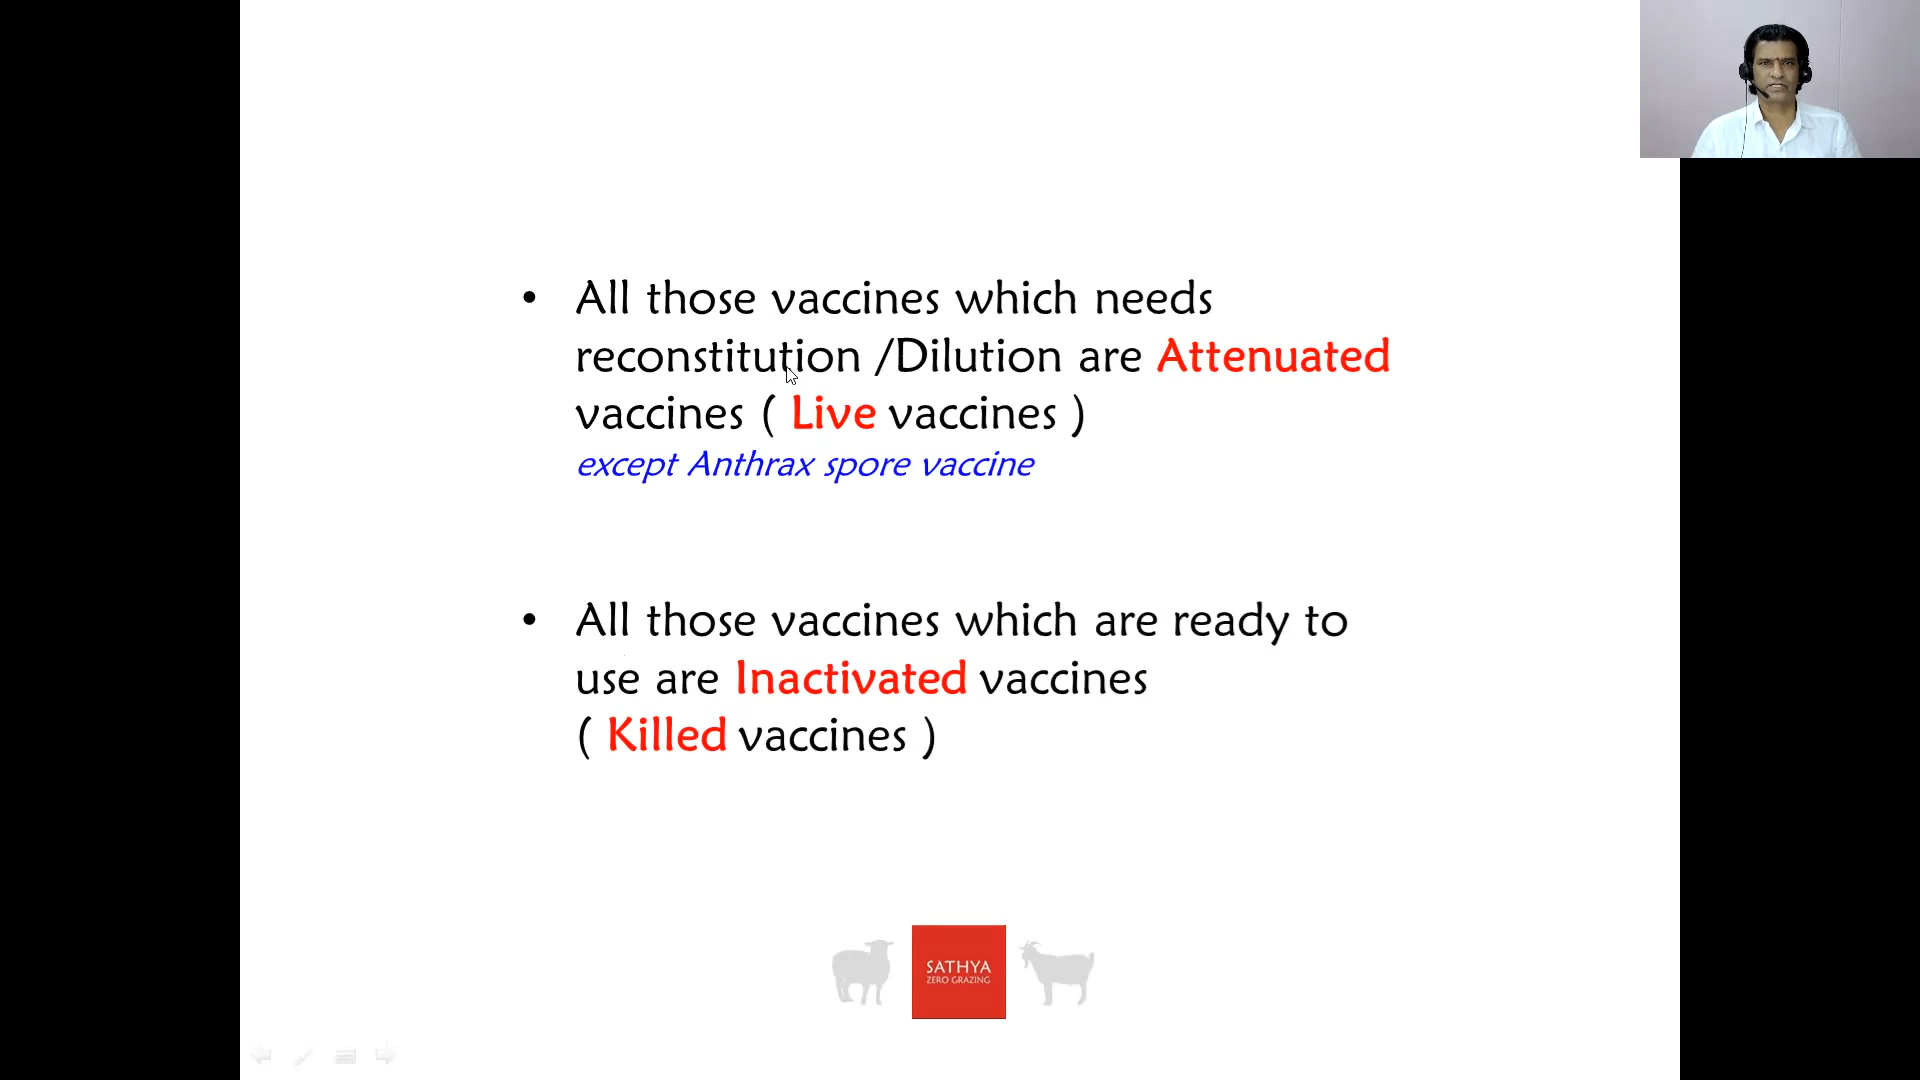 • All those vaccines which needs
reconstitution /Dilution are Attenuated
vaccines ( Live vaccines )
except Anthrax spore vaccine
• All those vaccines which are ready to
use are Inactivated vaccines
( Killed vaccines )
SATHYA
ZERO GRAZING